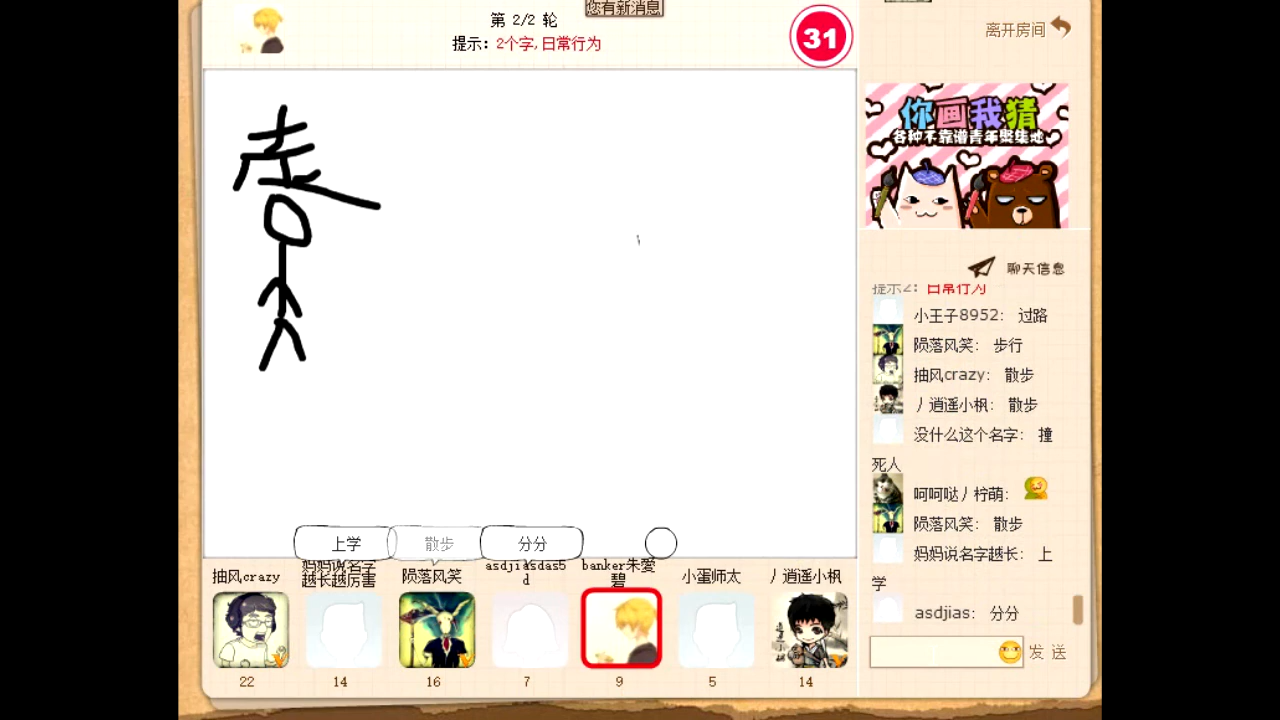 您有新消息
第 2/2 轮
提示：2个字，日常行为
31
离开房间
走
你画我猜
各种不靠谱青年聚集地
聊天信息
提示2： 日常行为
小王子8952： 过路
陨落风笑： 步行
抽风crazy： 散步
丿逍遥小枫： 散步
没什么这个名字： 撞
死人
呵呵哒丿柠萌：
陨落风笑： 散步
妈妈说名字越长： 上
学
asdjias： 分分
发 送
上学
散步
分分
抽风crazy
妈妈说名字
越长越厉害
陨落风笑
asdjiasdas5
d
banker朱爱
碧
小蛋师太
丿逍遥小枫
22
14
16
7
9
5
14